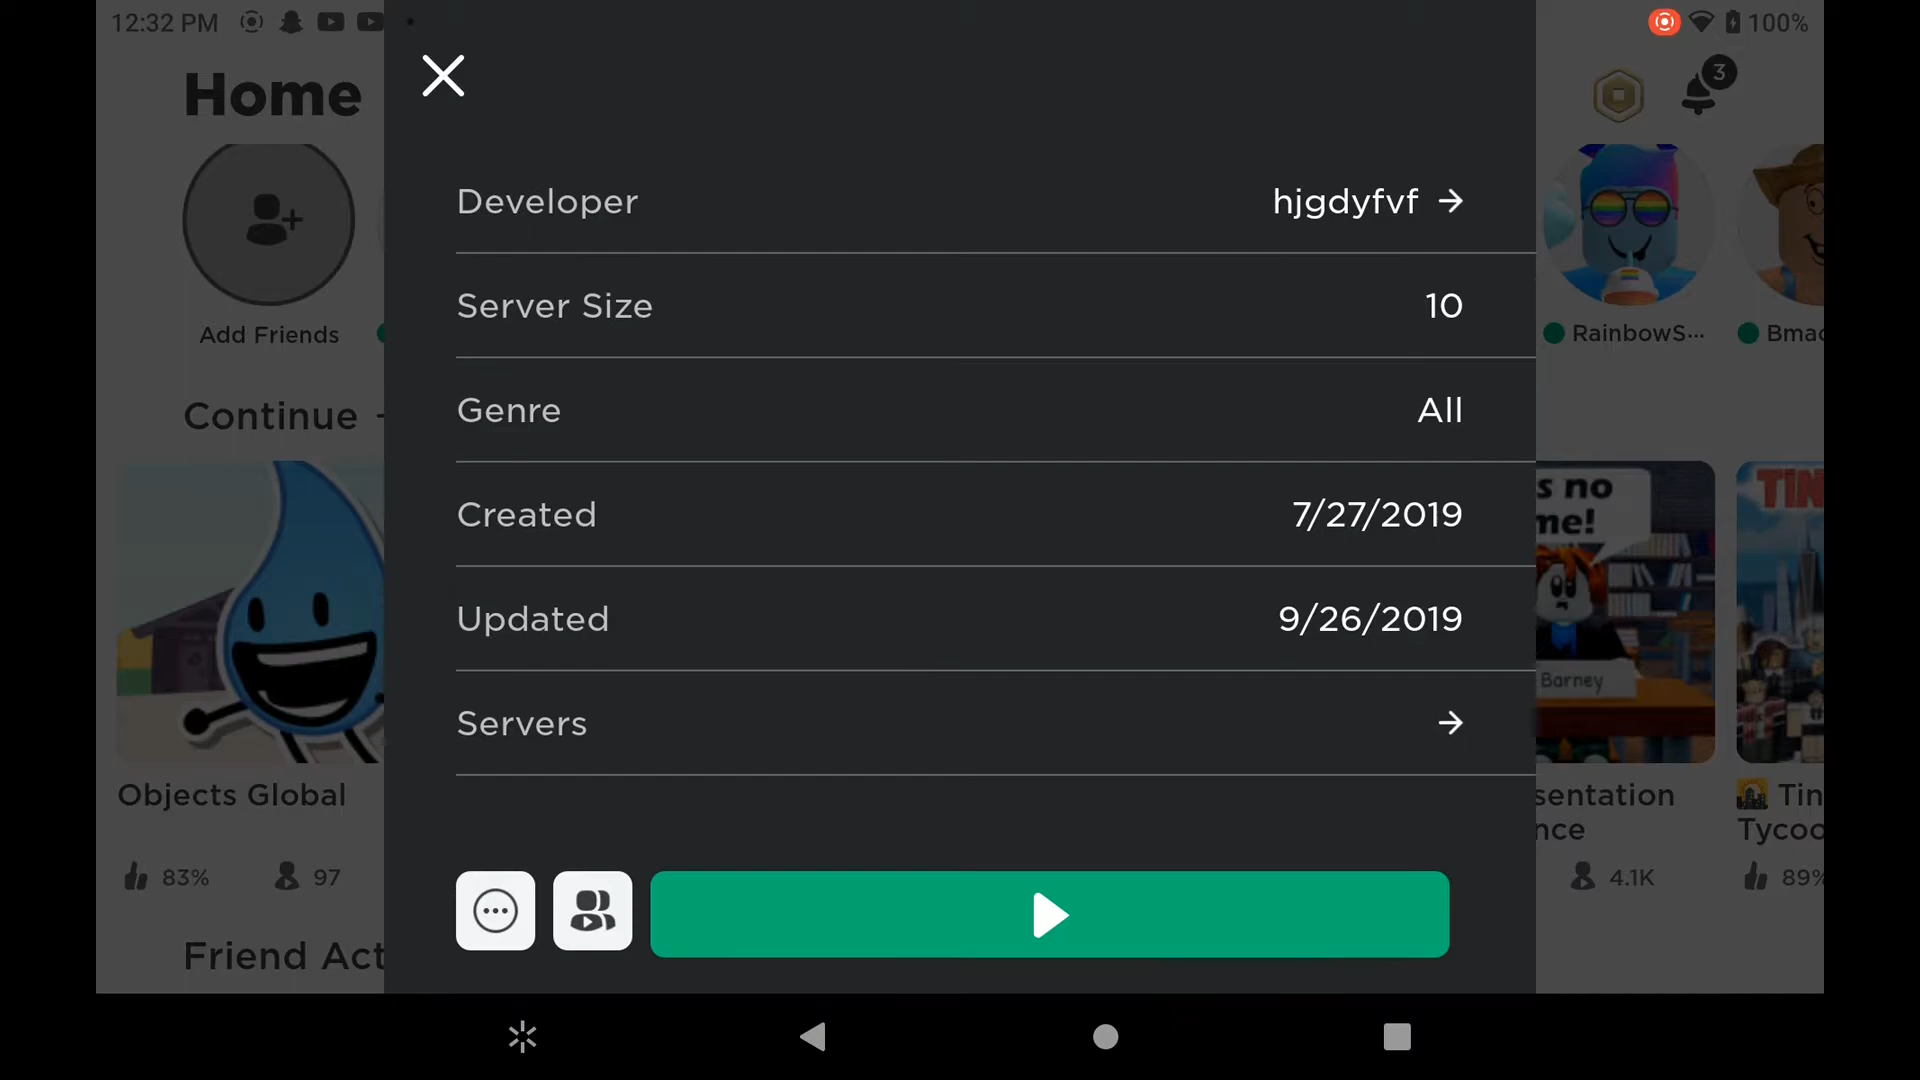 12:32 PM
100%
Home
3
Add Friends
RainbowS...
Bmac
Continue
Objects Global
83%
97
Friend Act
Developer
hjgdyfvf
Server Size
10
Genre
All
Created
7/27/2019
Updated
9/26/2019
Servers
s no
me!
Barney
sentation
nce
4.1K
TIN
Tin
Tycoo
89%